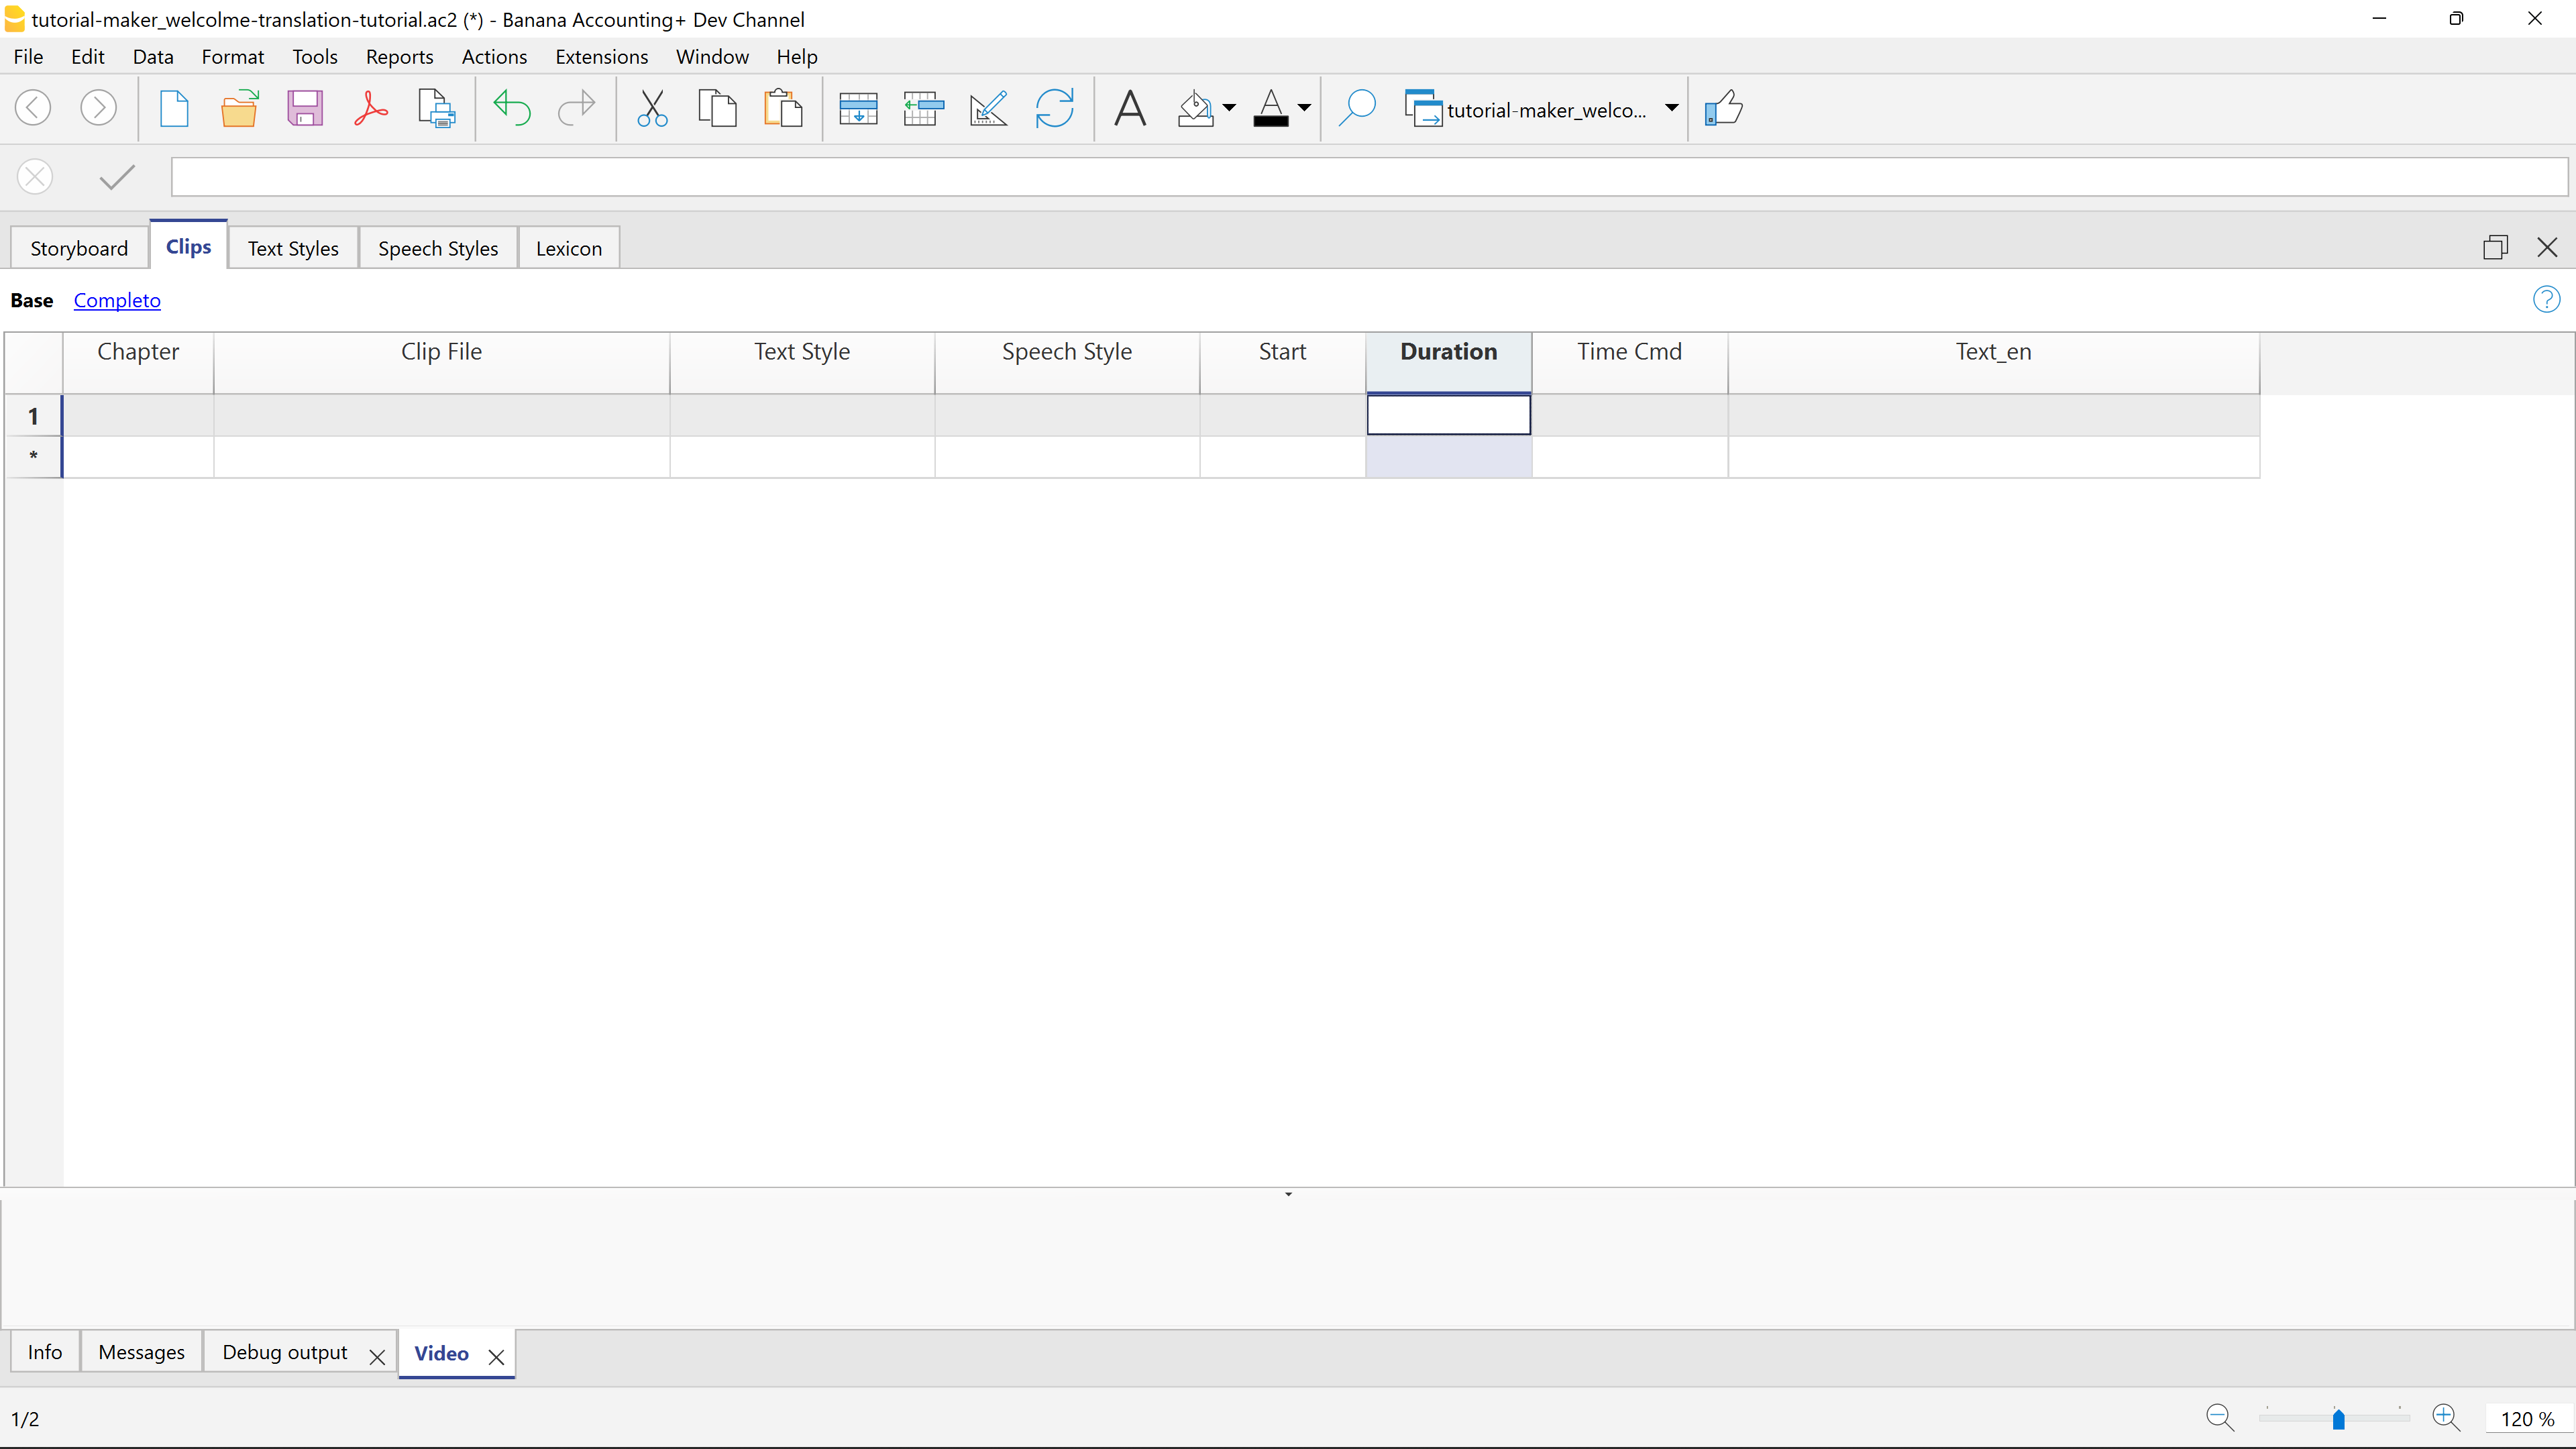 tutorial-maker_welcolme-translation-tutorial.ac2 (*) - Banana Accounting+ Dev Channel
File Edit Data Format Tools Reports Actions Extensions Window Help
tutorial-maker_welco...
Storyboard Clips Text Styles Speech Styles Lexicon
Base Completo
Chapter Clip File Text Style Speech Style Start Duration Time Cmd Text_en
1
*
Info Messages Debug output Video
1/2 120 %